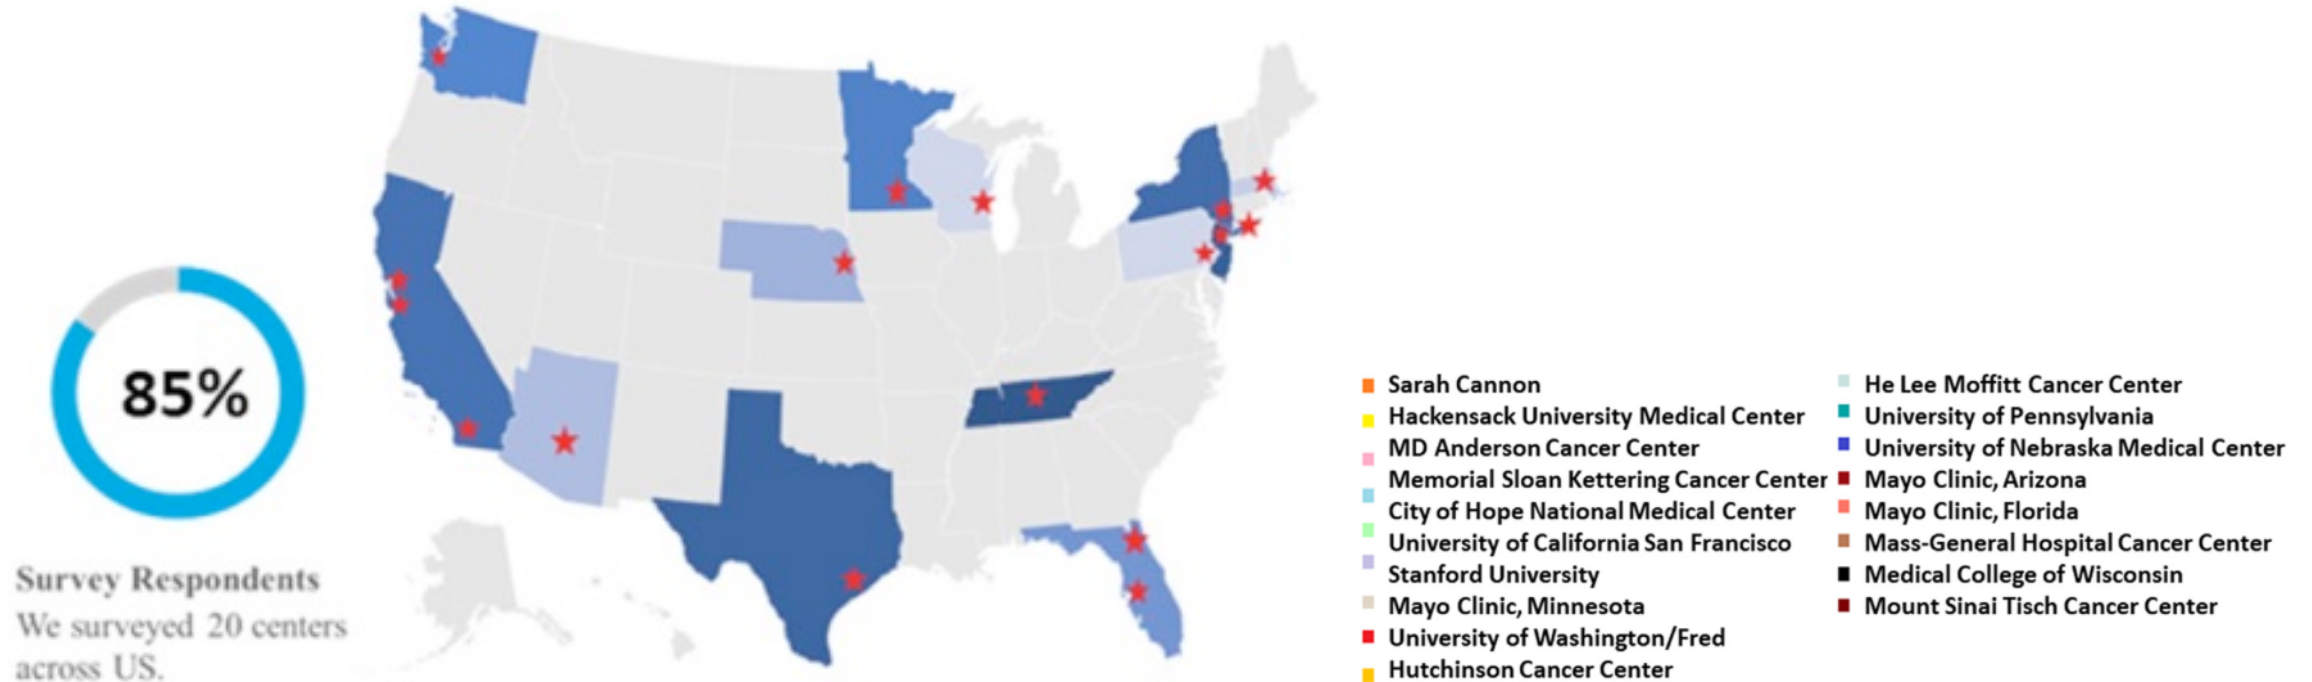 85%
Survey Respondents
We surveyed 20 centers
across US.
Sarah Cannon
Hackensack University Medical Center
MD Anderson Cancer Center
Memorial Sloan Kettering Cancer Center
City of Hope National Medical Center
University of California San Francisco
Stanford University
Mayo Clinic, Minnesota
University of Washington/Fred
Hutchinson Cancer Center
He Lee Moffitt Cancer Center
University of Pennsylvania
University of Nebraska Medical Center
Mayo Clinic, Arizona
Mayo Clinic, Florida
Mass-General Hospital Cancer Center
Medical College of Wisconsin
Mount Sinai Tisch Cancer Center